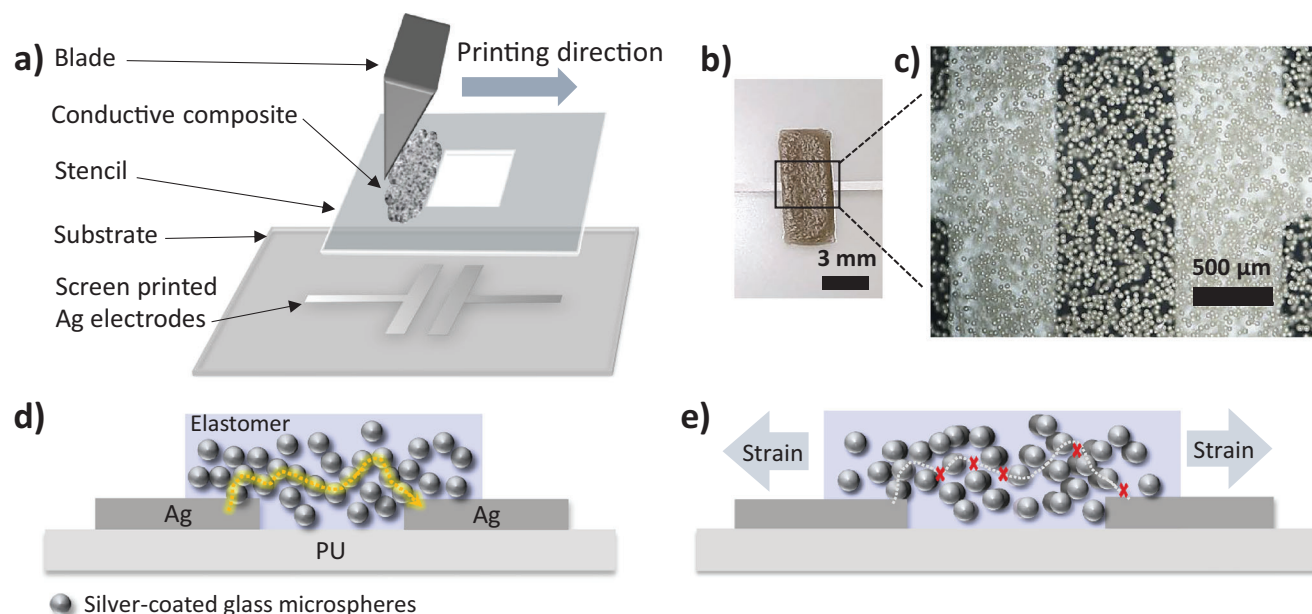 a)
Blade
Printing direction
Conductive composite
Stencil
Substrate
Screen printed
Ag electrodes
b)
3 mm
c)
500 µm
d)
Elastomer
Ag
Ag
PU
Silver-coated glass microspheres
e)
Strain
Strain
x
x
x
x
x